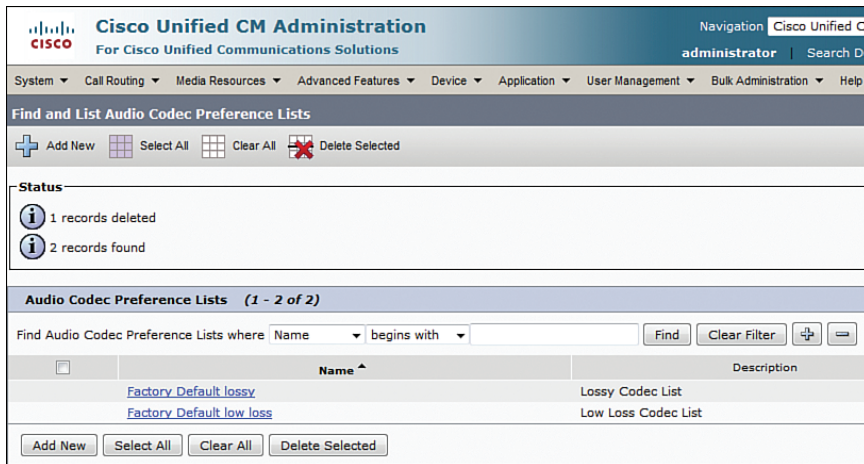 Cisco Unified CM Administration
Navigation Cisco Unified C
CISCO
For Cisco Unified Communications Solutions
administrator | Search D
System Call Routing Media Resources Advanced Features Device Application User Management Bulk Administration Help
Find and List Audio Codec Preference Lists
Add New Select All Clear All Delete Selected
Status
1 records deleted
2 records found
Audio Codec Preference Lists (1 - 2 of 2)
Find Audio Codec Preference Lists where Name begins with Find Clear Filter
Name Description
Factory Default lossy Lossy Codec List
Factory Default low loss Low Loss Codec List
Add New Select All Clear All Delete Selected